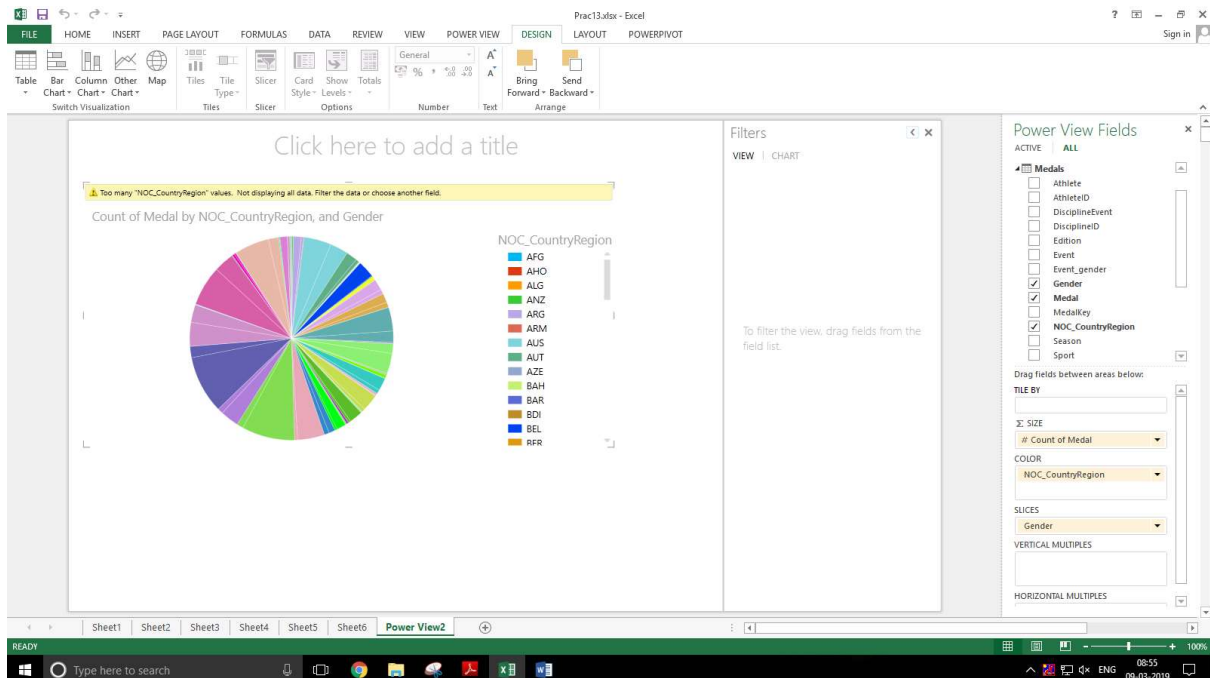 Prac13.xlsx - Excel
FILE HOME INSERT PAGE LAYOUT FORMULAS DATA REVIEW VIEW POWER VIEW DESIGN LAYOUT POWERPIVOT Sign in
Table Bar Chart Column Chart Other Chart Map Tiles Tile Type Slicer Card Style Show Levels Totals General % , Bring Forward Send Backward
Switch Visualization Tiles Slicer Options Number Text Arrange
Click here to add a title
Too many "NOC_CountryRegion" values. Not displaying all data. Filter the data or choose another field.
Count of Medal by NOC_CountryRegion, and Gender
NOC_CountryRegion
AFG
AHO
ALG
ANZ
ARG
ARM
AUS
AUT
AZE
BAH
BAR
BDI
BEL
BER
Filters
VIEW CHART
To filter the view, drag fields from the
field list.
Power View Fields
ACTIVE ALL
Medals
Athlete
AthleteID
DisciplineEvent
DisciplineID
Edition
Event
Event_gender
Gender
Medal
MedalKey
NOC_CountryRegion
Season
Sport
Drag fields between areas below:
TILE BY
Σ SIZE
# Count of Medal
COLOR
NOC_CountryRegion
SLICES
Gender
VERTICAL MULTIPLES
HORIZONTAL MULTIPLES
Sheet1 Sheet2 Sheet3 Sheet4 Sheet5 Sheet6 Power View2
READY 100%
Type here to search ENG 08:55
09-03-2019